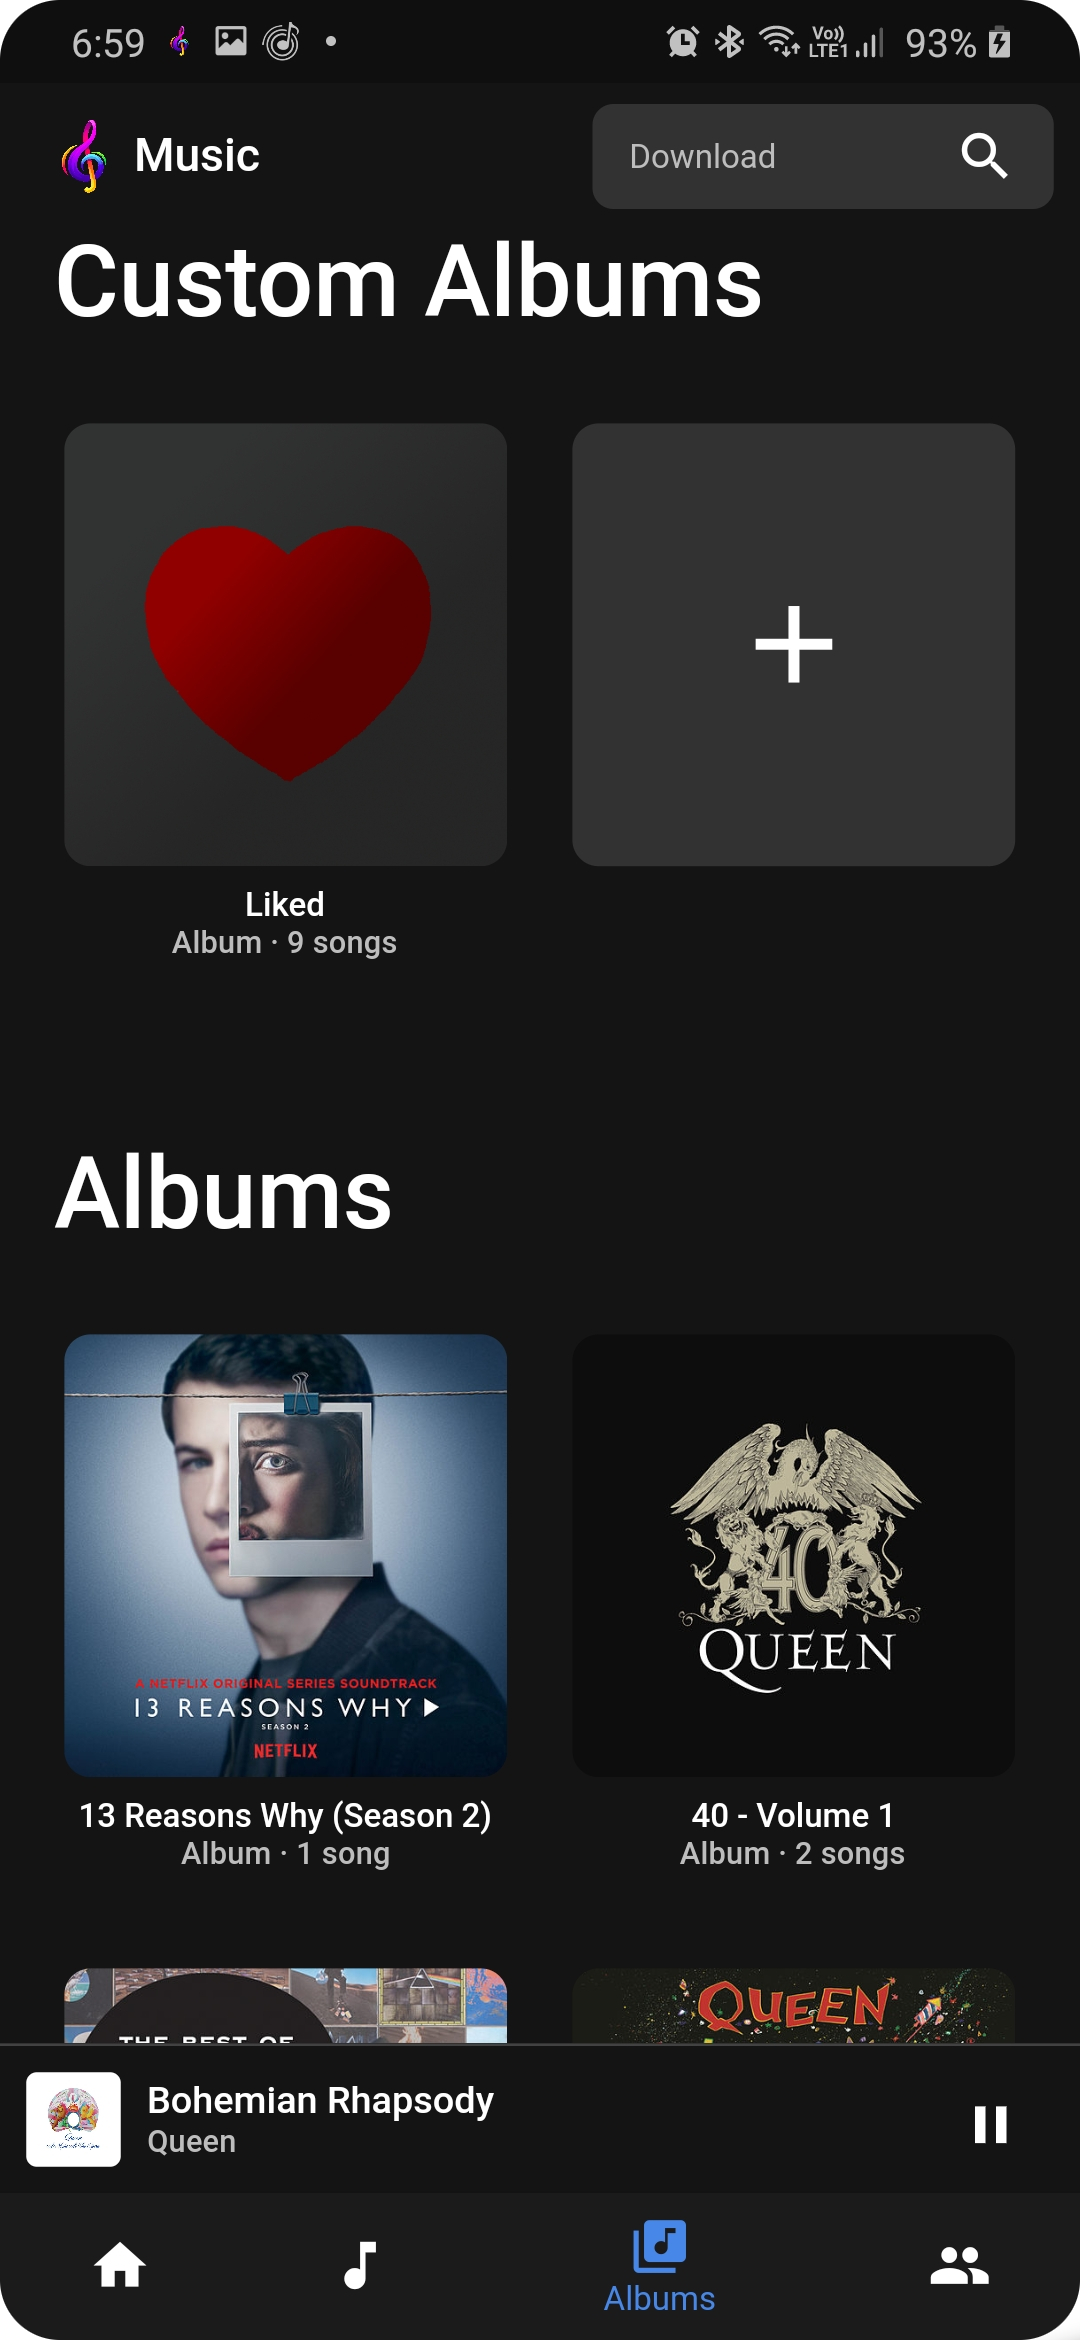 6:59
Vo))
LTE1
93%
Music
Download
Custom Albums
Liked
Album · 9 songs
Albums
A NETFLIX ORIGINAL SERIES SOUNDTRACK
13 REASONS WHY
SEASON 2
NETFLIX
40
QUEEN
13 Reasons Why (Season 2)
Album · 1 song
40 - Volume 1
Album · 2 songs
THE BEST OF
QUEEN
Bohemian Rhapsody
Queen
Albums